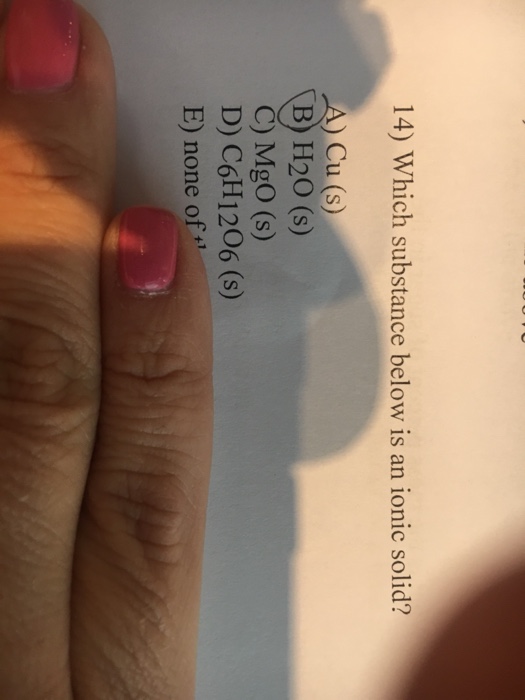 14) Which substance below is an ionic solid?
A) Cu (s)
B) H2O (s)
C) MgO (s)
D) C6H12O6 (s)
E) none of